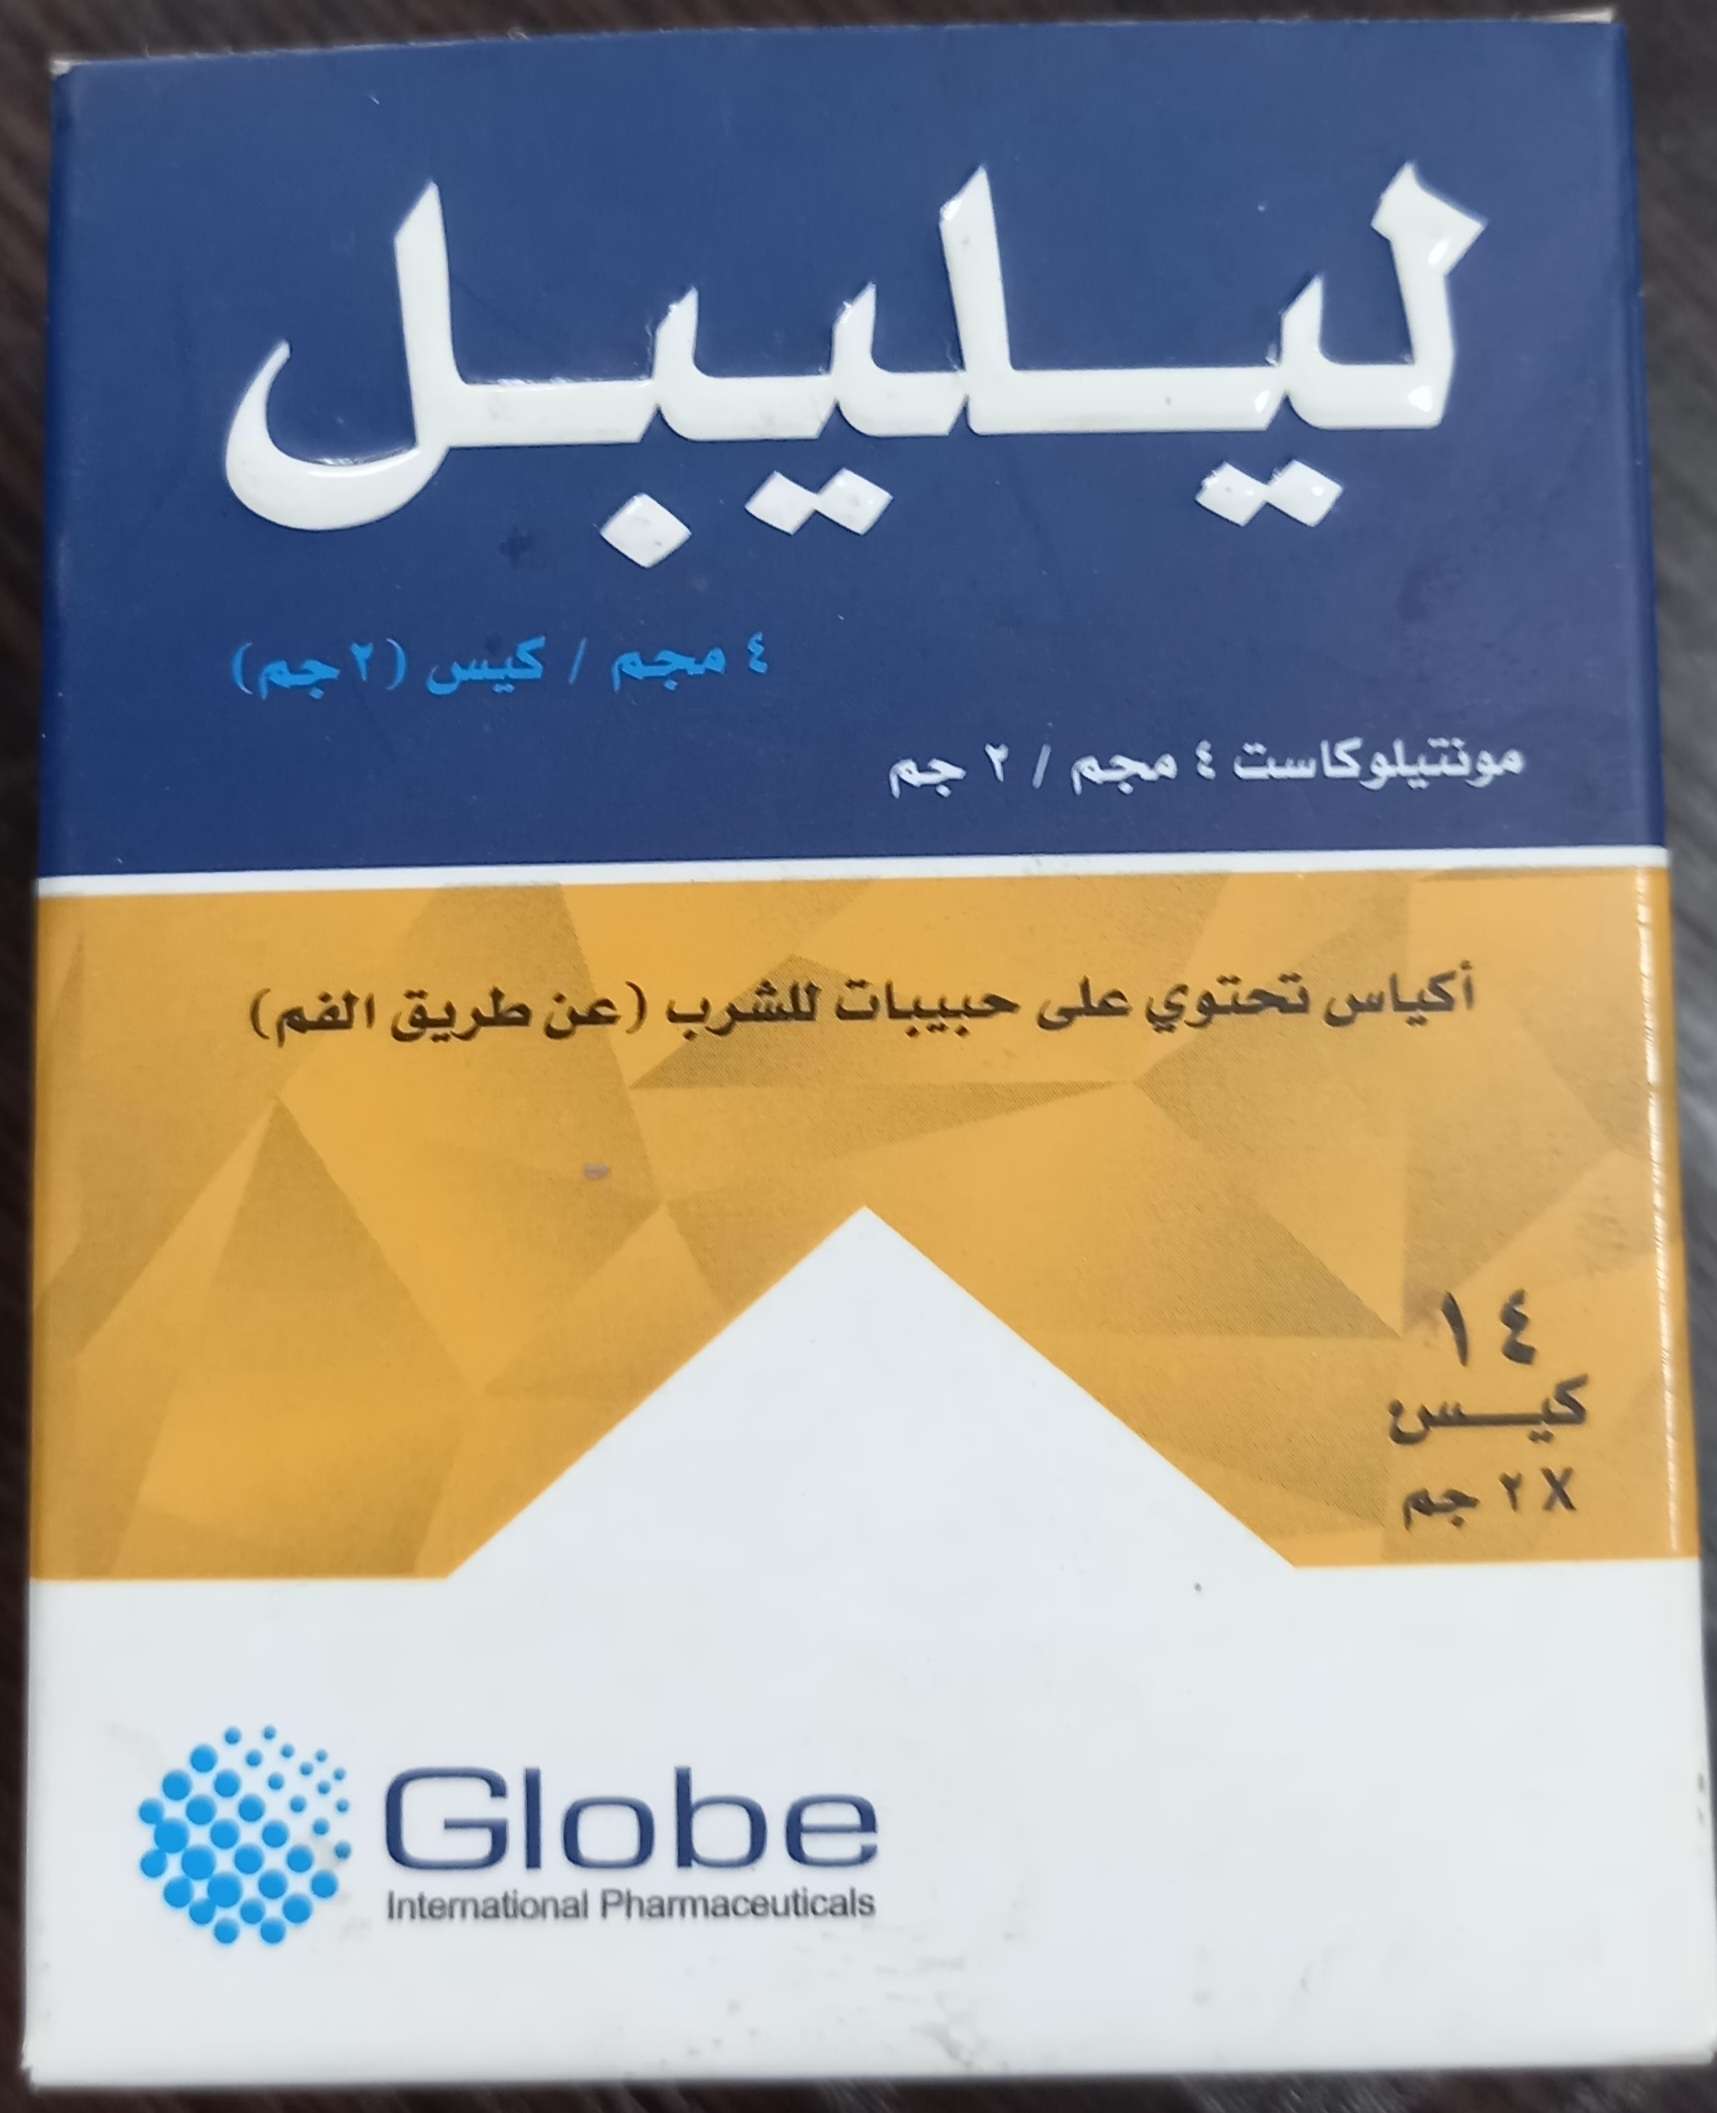 ليليبل
٤ مجم / كيس (٢ جم)
مونتيلوكاست ٤ مجم / ٢ جم
أكياس تحتوي على حبيبات للشرب (عن طريق الفم)
١٤
كيـــس
X ٢ جم
Globe
International Pharmaceuticals